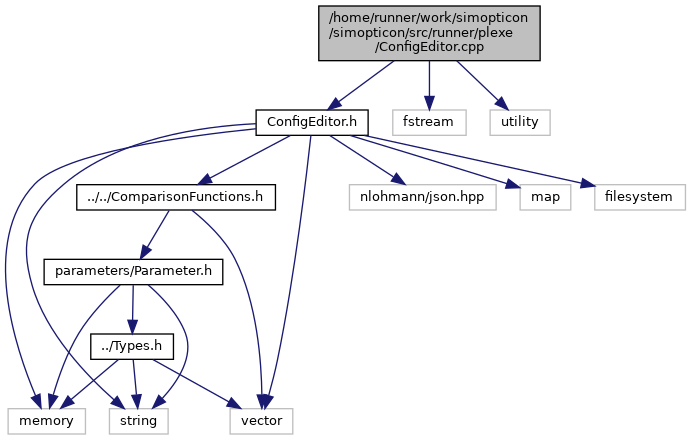 /home/runner/work/simopticon
/simopticon/src/runner/plexe
/ConfigEditor.cpp
ConfigEditor.h
fstream
utility
../../ComparisonFunctions.h
nlohmann/json.hpp
map
filesystem
parameters/Parameter.h
../Types.h
memory
string
vector